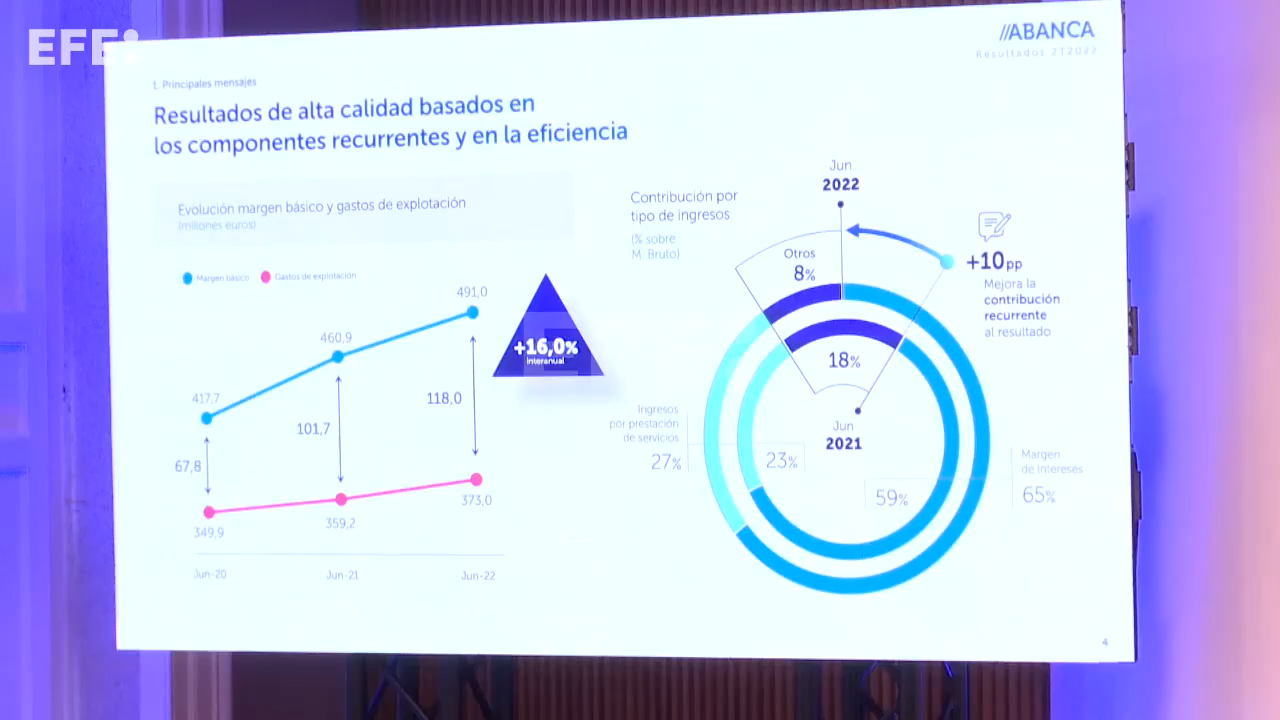 EFE:
//ABANCA
Resultados 2T2022
1. Principales mensajes
Resultados de alta calidad basados en
los componentes recurrentes y en la eficiencia
Evolución margen básico y gastos de explotación
(millones euros)
Margen básico
Gastos de explotación
417,7
460,9
491,0
67,8
101,7
118,0
349,9
359,2
373,0
Jun-20
Jun-21
Jun-22
+16,0%
interanual
Contribución por
tipo de ingresos
(% sobre
M. Bruto)
Jun
2022
Otros
8%
18%
Jun
2021
+10pp
Mejora la
contribución
recurrente
al resultado
Ingresos
por prestación
de servicios
27%
23%
59%
Margen
de intereses
65%
4